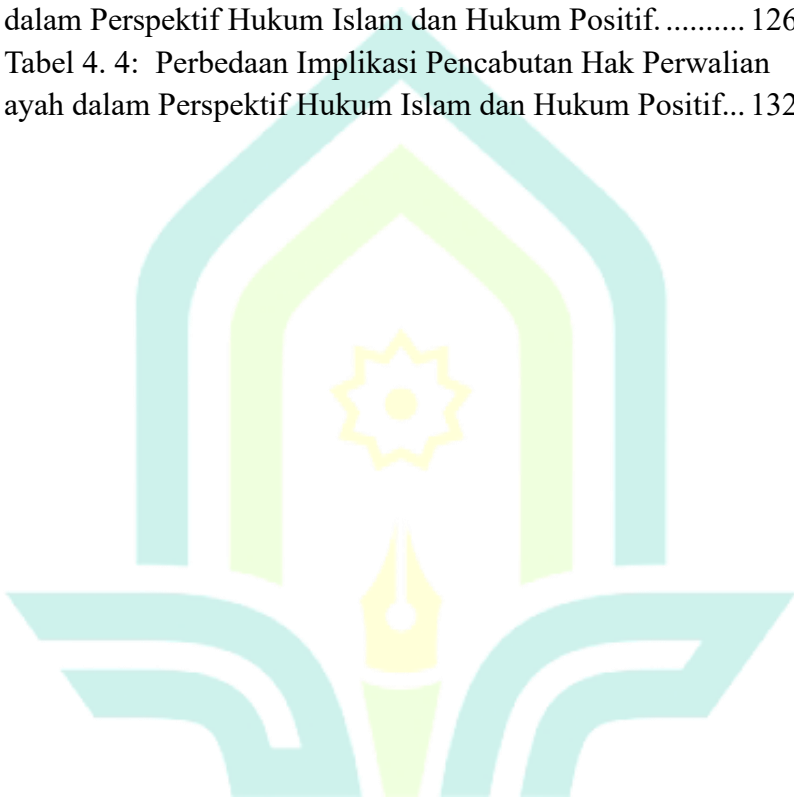 dalam Perspektif Hukum Islam dan Hukum Positif. .......... 126
Tabel 4. 4:  Perbedaan Implikasi Pencabutan Hak Perwalian
ayah dalam Perspektif Hukum Islam dan Hukum Positif... 132